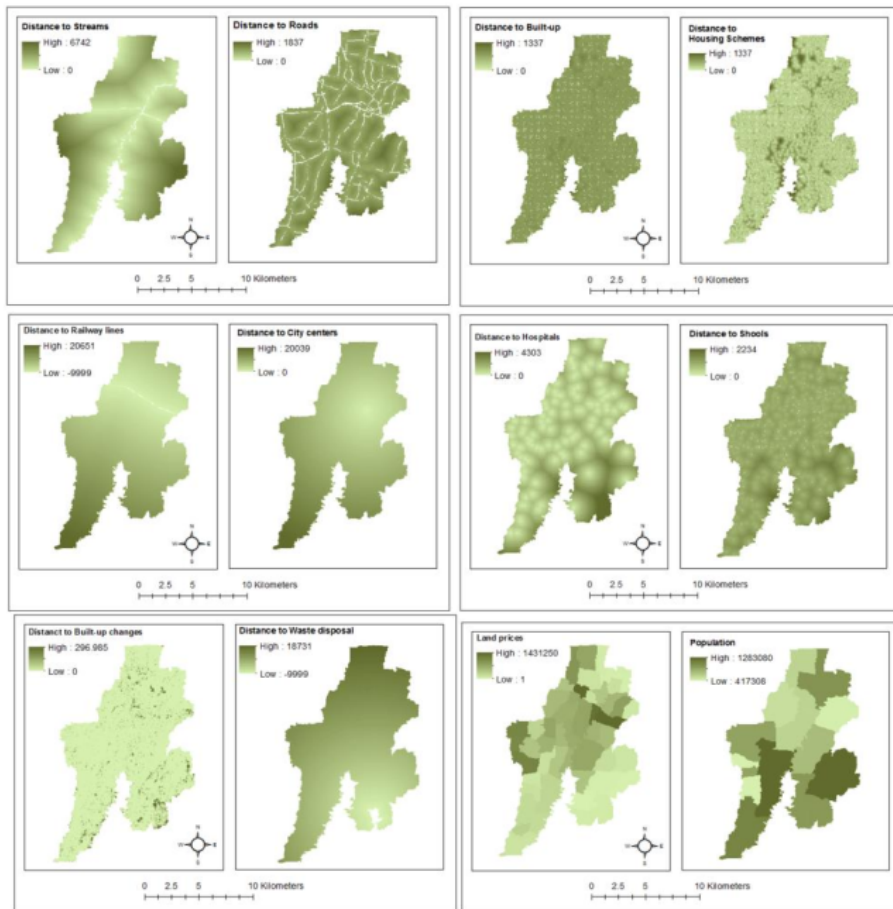 Distance to Streams
High : 6742
Low : 0
Distance to Roads
High : 1837
Low : 0
N
W E
S
0 2.5 5 10 Kilometers
Distance to Built-up
High : 1337
Low : 0
Distance to
Housing Schemes
High : 1337
Low : 0
N
W E
S
0 2.5 5 10 Kilometers
Distance to Railway lines
High : 20651
Low : -9999
Distance to City centers
High : 20039
Low : 0
N
W E
S
0 2.5 5 10 Kilometers
Distance to Hospitals
High : 4303
Low : 0
Distance to Shools
High : 2234
Low : 0
N
W E
S
0 2.5 5 10 Kilometers
Distanct to Built-up changes
High : 296.985
Low : 0
Distance to Waste disposal
High : 18731
Low : -9999
N
W E
S
0 2.5 5 10 Kilometers
Land prices
High : 1431250
Low : 1
Population
High : 1263080
Low : 417306
N
W E
S
0 2.5 5 10 Kilometers